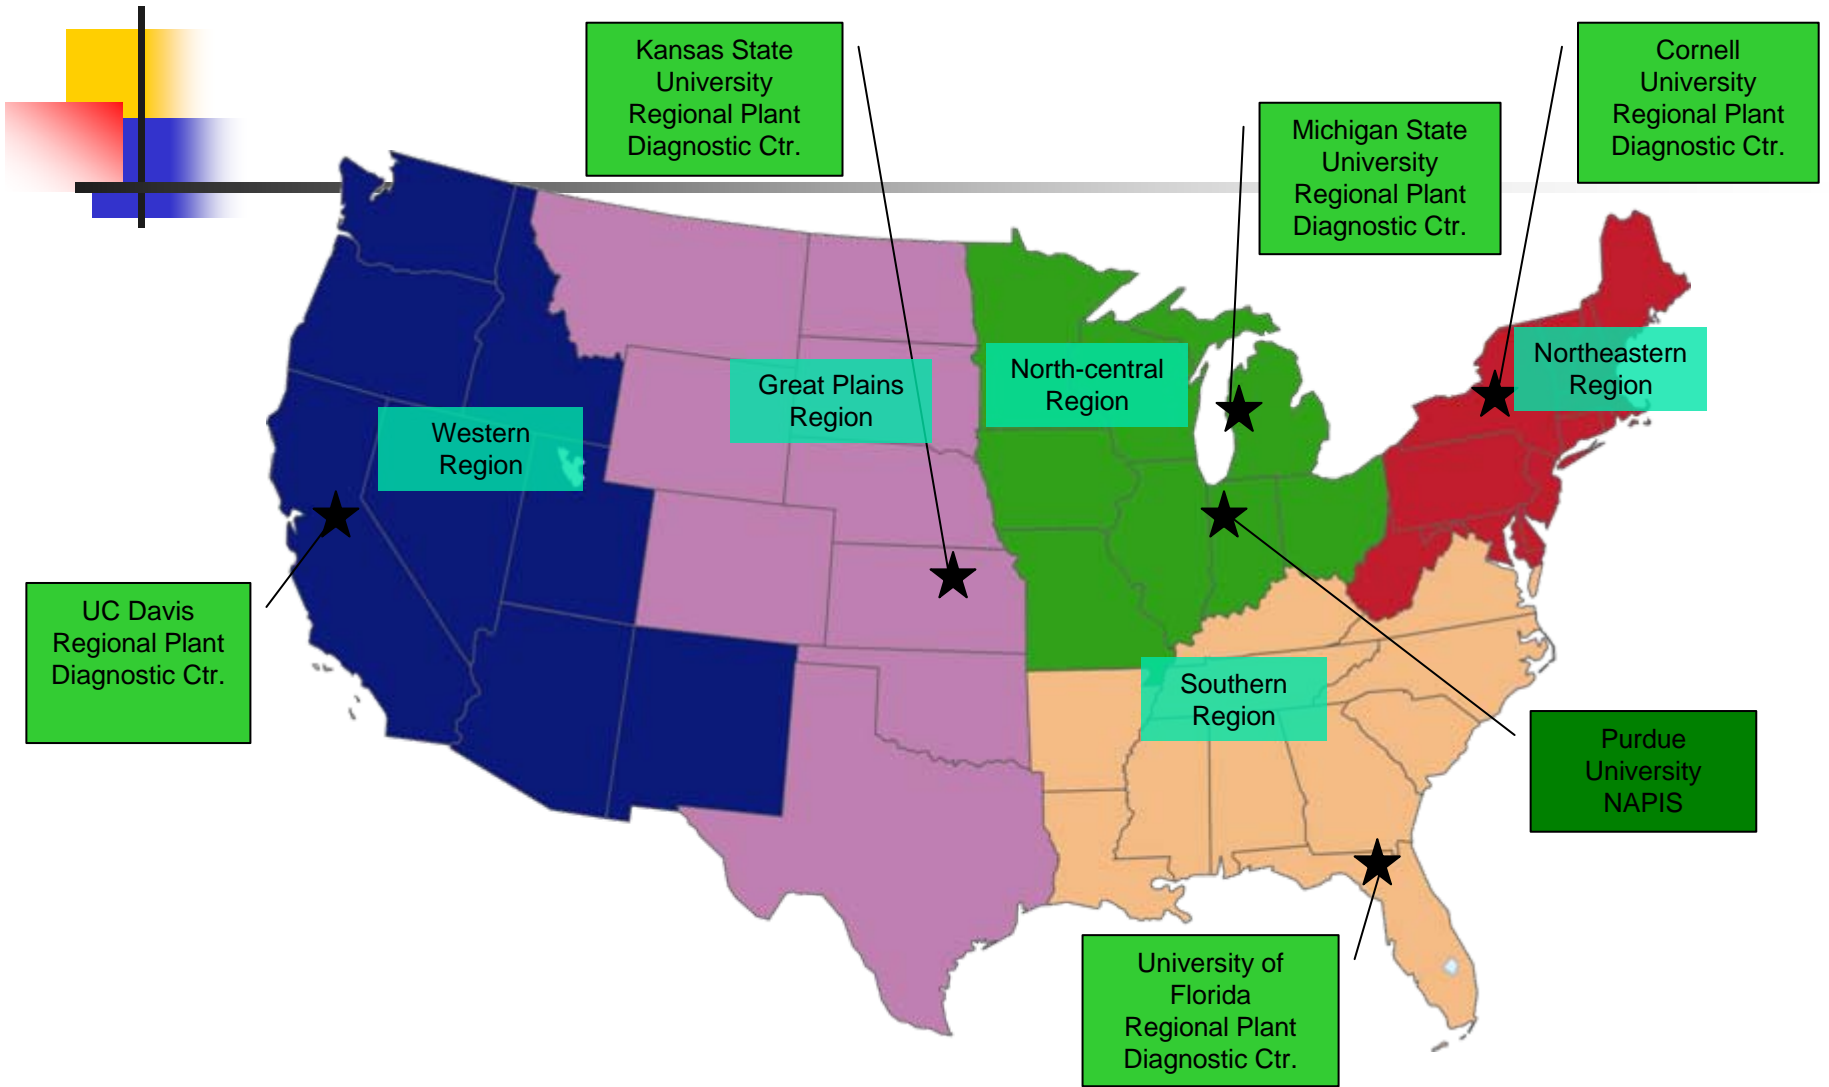 Kansas State
University
Regional Plant
Diagnostic Ctr.
Cornell
University
Regional Plant
Diagnostic Ctr.
Michigan State
University
Regional Plant
Diagnostic Ctr.
Northeastern
Region
North-central
Region
Great Plains
Region
Western
Region
UC Davis
Regional Plant
Diagnostic Ctr.
Southern
Region
Purdue
University
NAPIS
University of
Florida
Regional Plant
Diagnostic Ctr.